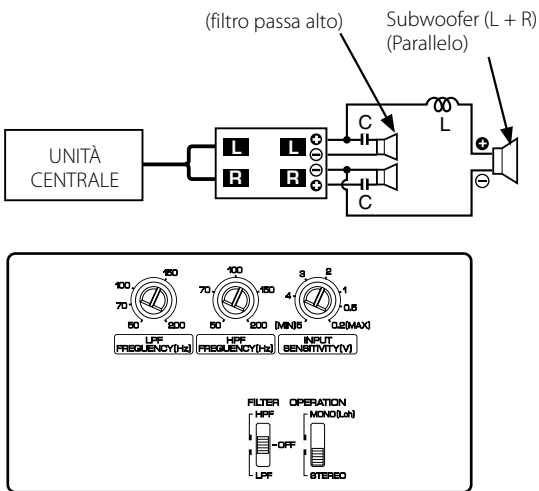 (filtro passa alto)
Subwoofer (L + R)
(Parallelo)
UNITÀ
CENTRALE
L L
R R
C
C
L
100 150
70
50 200
LPF
FREQUENCY(Hz)
100
70 150
50 200
HPF
FREQUENCY(Hz)
3 2
4 1
0.5
(MIN)5 0.2(MAX)
INPUT
SENSITIVITY(V)
FILTER
HPF
OFF
LPF
OPERATION
MONO(Lch)
STEREO